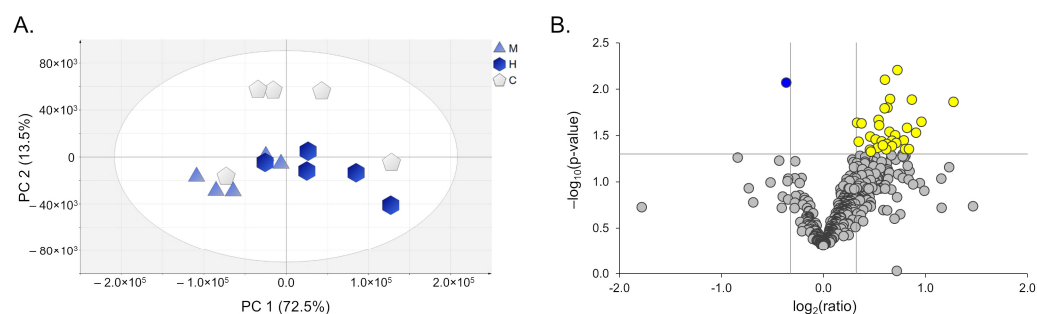 A.
M
H
C
80×10³
40×10³
0
– 40×10³
– 80×10³
– 2.0×10⁵
– 1.0×10⁵
0.0
1.0×10⁵
2.0×10⁵
PC 2 (13.5%)
PC 1 (72.5%)
B.
2.5
2.0
1.5
1.0
0.5
0.0
-2.0
-1.0
0.0
1.0
2.0
–log₁₀(p-value)
log₂(ratio)